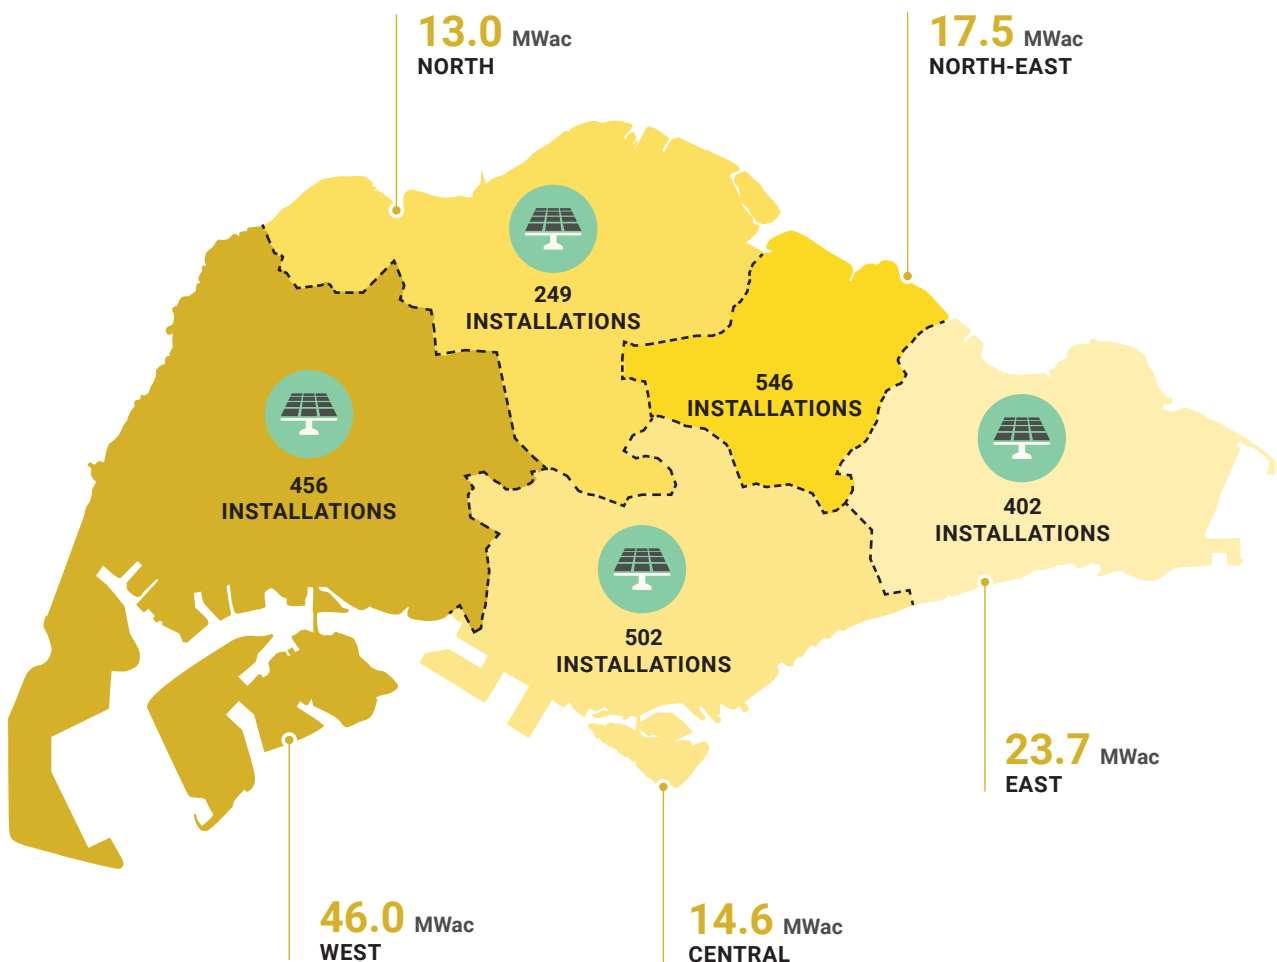 13.0 MWac
NORTH
17.5 MWac
NORTH-EAST
249
INSTALLATIONS
546
INSTALLATIONS
456
INSTALLATIONS
402
INSTALLATIONS
502
INSTALLATIONS
23.7 MWac
EAST
46.0 MWac
WEST
14.6 MWac
CENTRAL